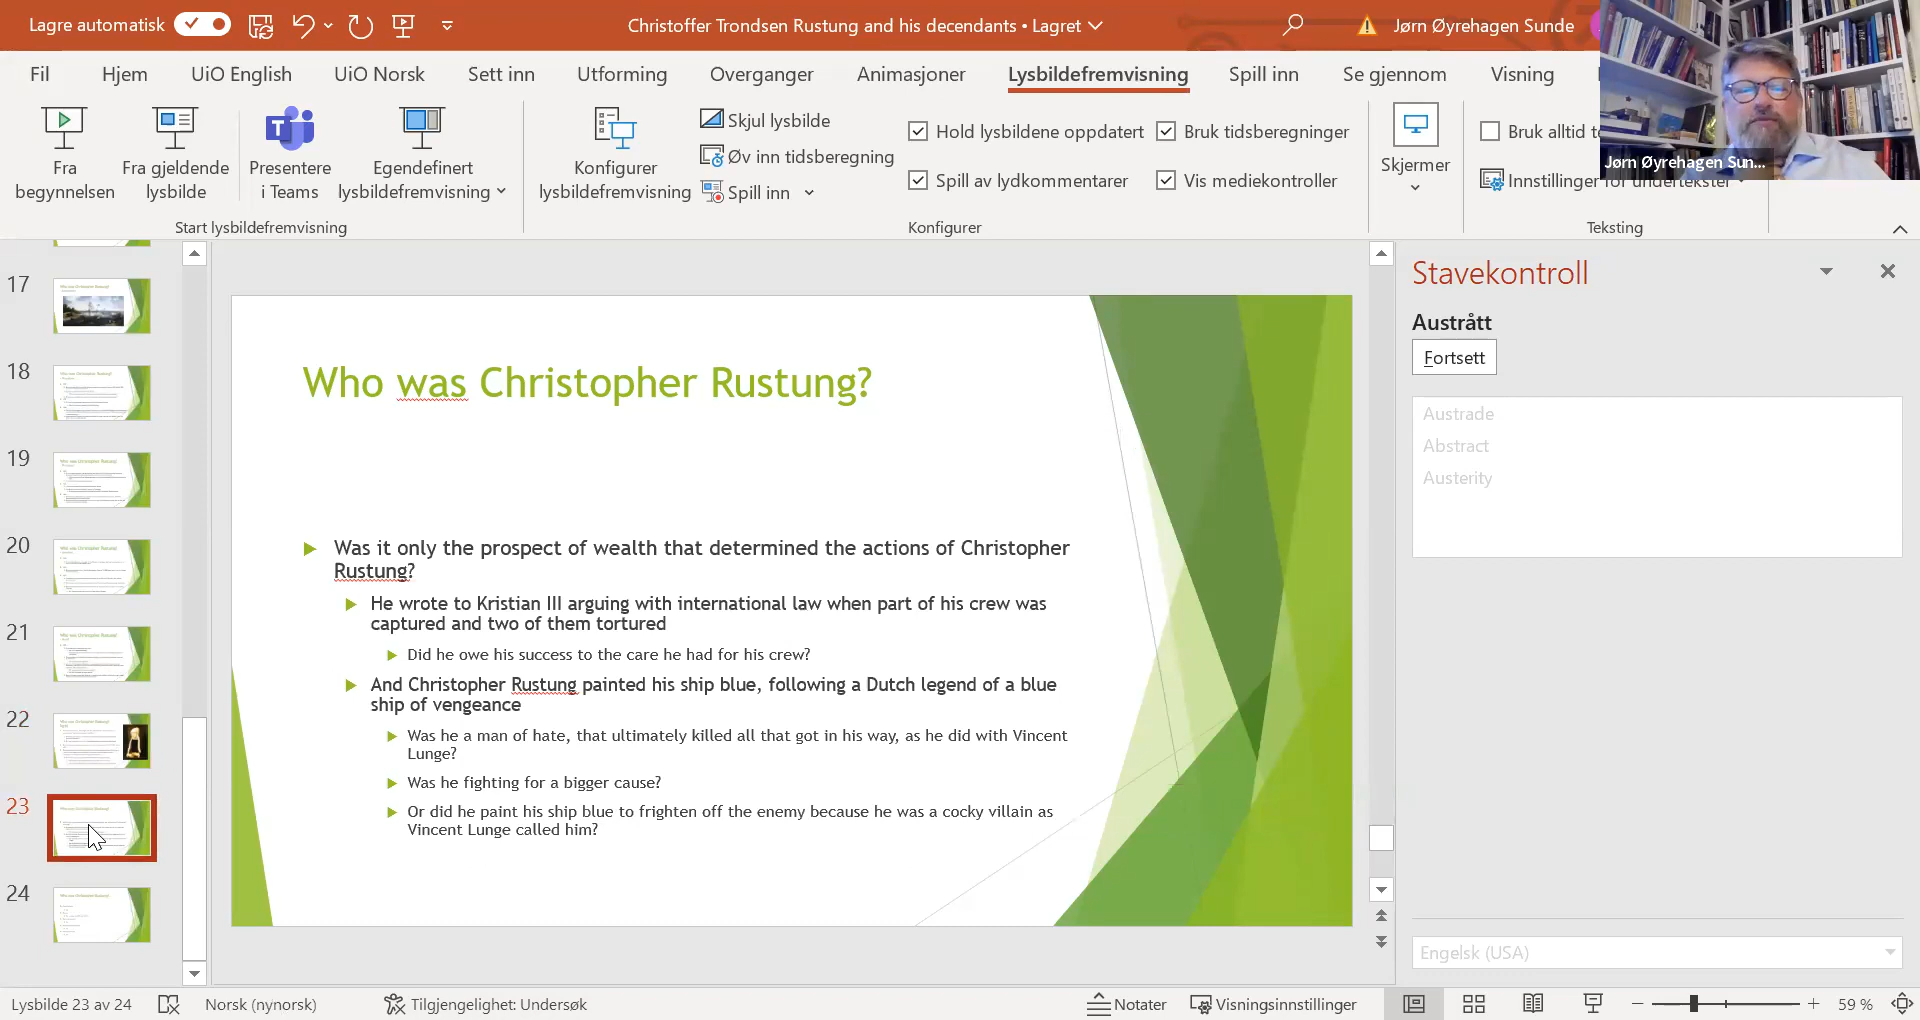 Lagre automatisk
Christoffer Trondsen Rustung and his decendants • Lagret
Jørn Øyrehagen Sunde
Fil Hjem UiO English UiO Norsk Sett inn Utforming Overganger Animasjoner Lysbildefremvisning Spill inn Se gjennom Visning
Fra begynnelsen
Fra gjeldende lysbilde
Presentere i Teams
Egendefinert lysbildefremvisning
Start lysbildefremvisning
Konfigurer lysbildefremvisning
Skjul lysbilde
Øv inn tidsberegning
Spill inn
Hold lysbildene oppdatert
Spill av lydkommentarer
Bruk tidsberegninger
Vis mediekontroller
Konfigurer
Skjermer
Bruk alltid
Innstillinger for undertekster
Teksting
Jørn Øyrehagen Sun...
17
18
19
20
21
22
23
24
Who was Christopher Rustung?
Was it only the prospect of wealth that determined the actions of Christopher
Rustung?
He wrote to Kristian III arguing with international law when part of his crew was
captured and two of them tortured
Did he owe his success to the care he had for his crew?
And Christopher Rustung painted his ship blue, following a Dutch legend of a blue
ship of vengeance
Was he a man of hate, that ultimately killed all that got in his way, as he did with Vincent
Lunge?
Was he fighting for a bigger cause?
Or did he paint his ship blue to frighten off the enemy because he was a cocky villain as
Vincent Lunge called him?
Stavekontroll
Austrått
Fortsett
Austrade
Abstract
Austerity
Engelsk (USA)
Lysbilde 23 av 24
Norsk (nynorsk)
Tilgjengelighet: Undersøk
Notater
Visningsinnstillinger
59 %